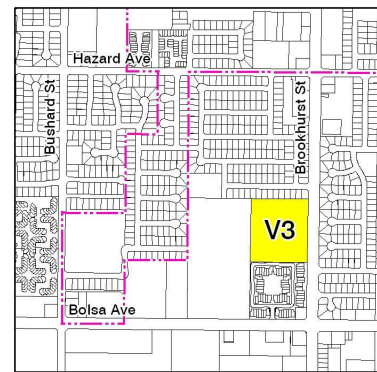 Hazard Ave
Bushard St
Brookhurst St
V3
Bolsa Ave